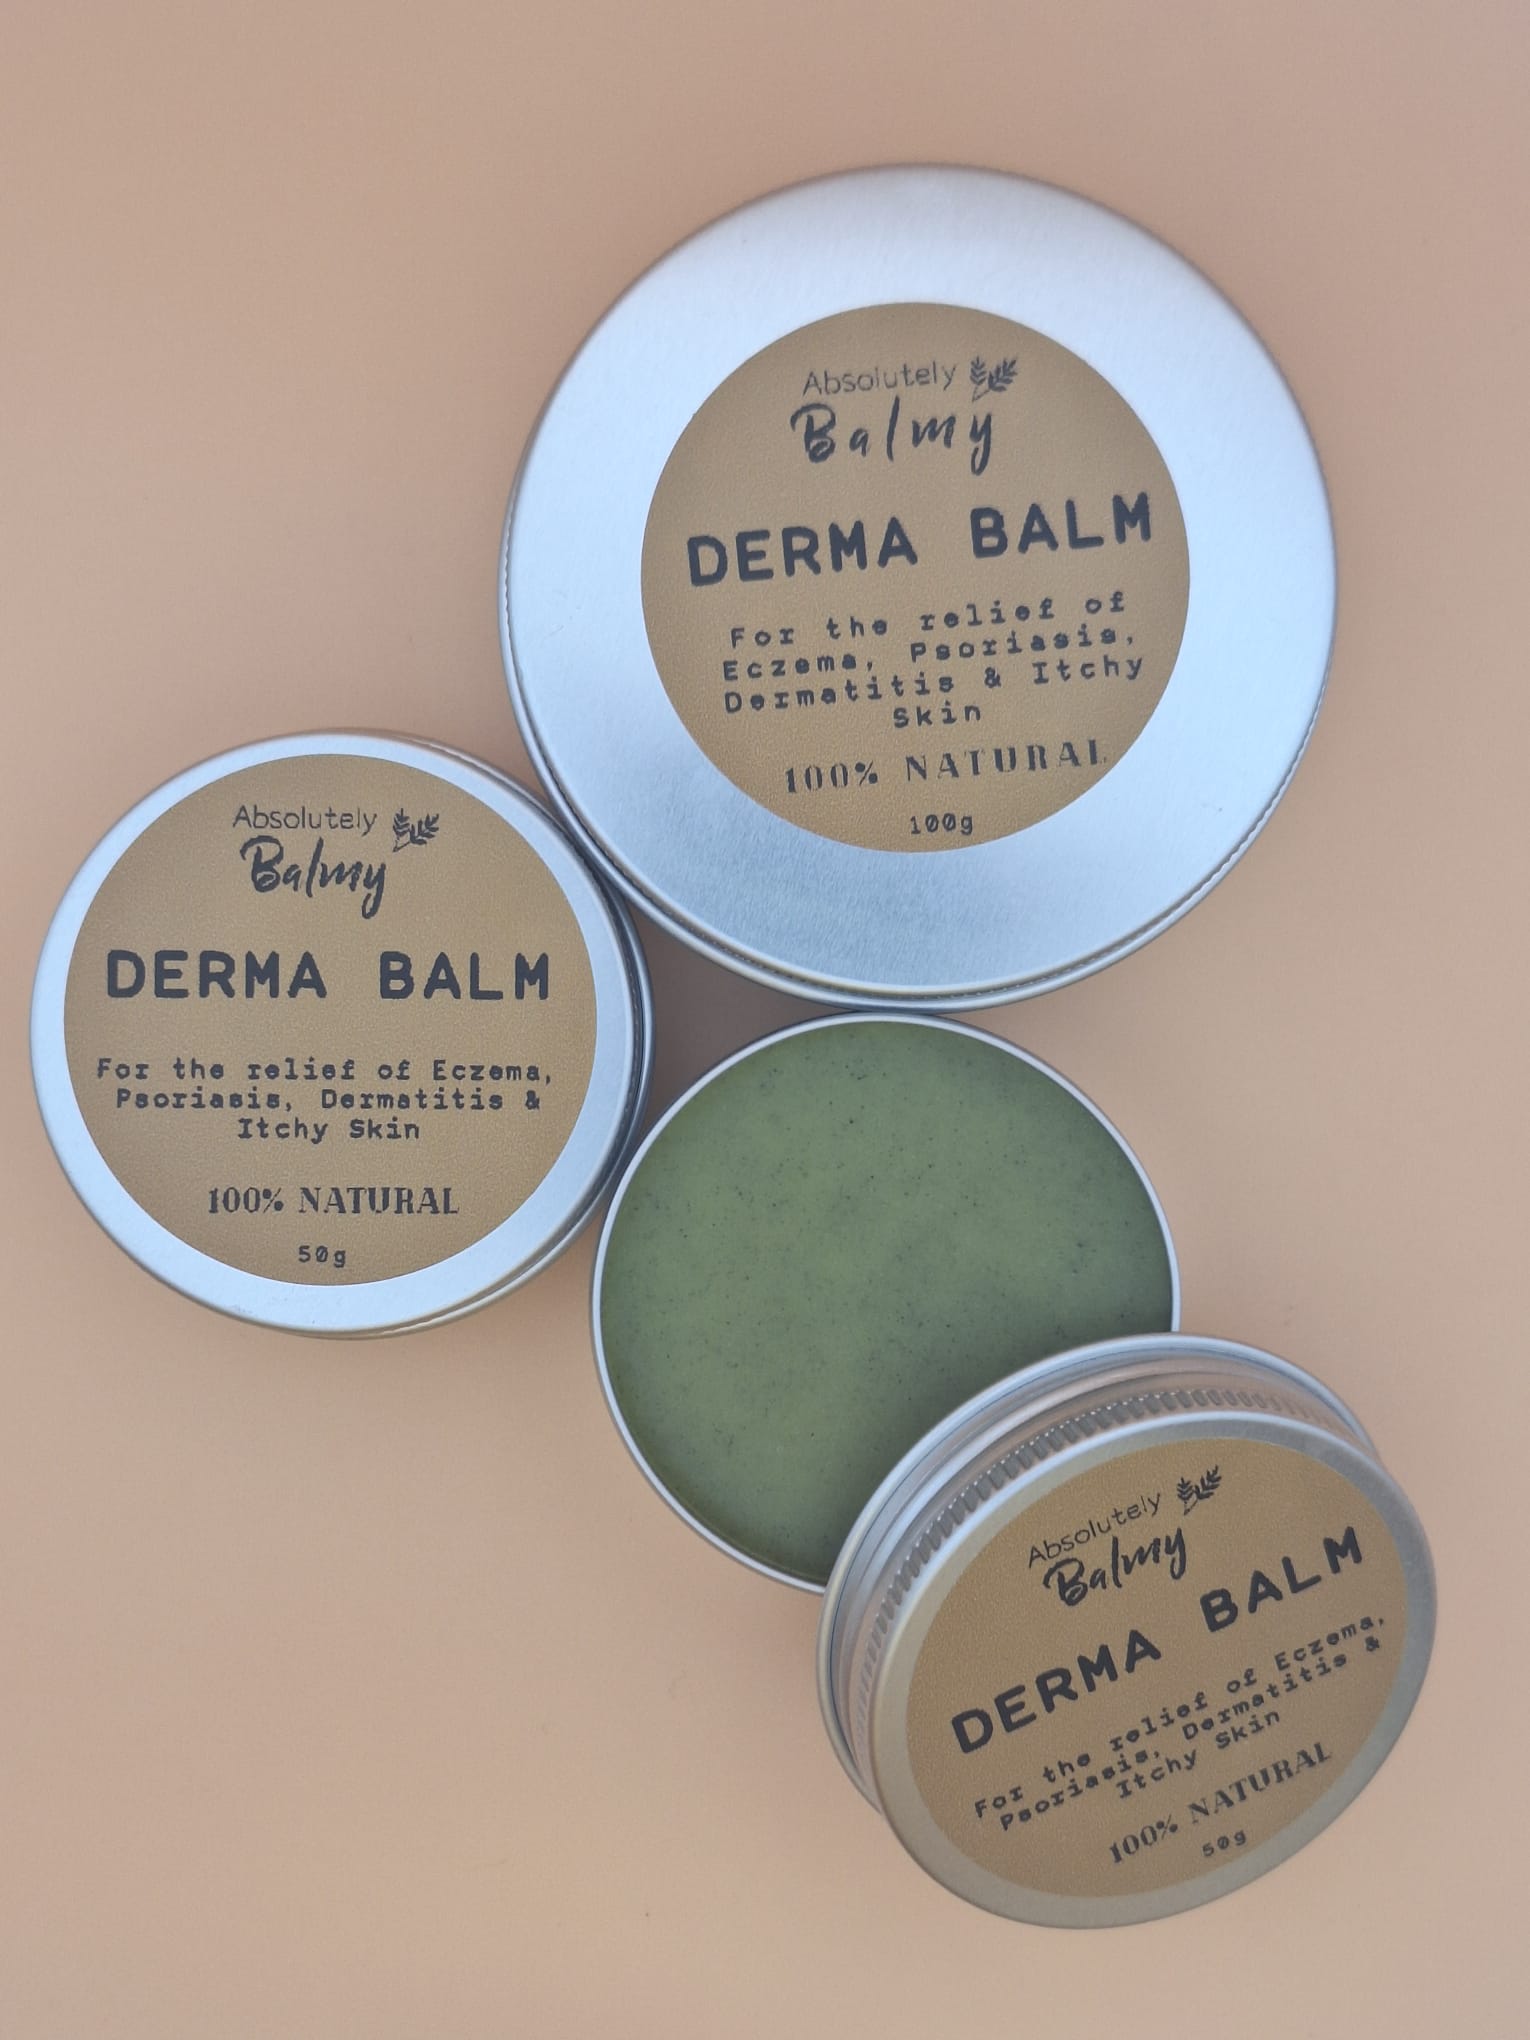 Absolutely
Balmy
DERMA BALM
For the relief of
Eczema, Psoriasis,
Dermatitis & Itchy
Skin
100% NATURAL
100g
Absolutely
Balmy
DERMA BALM
For the relief of Eczema,
Psoriasis, Dermatitis &
Itchy Skin
100% NATURAL
50g
Absolutely
Balmy
DERMA BALM
For the relief of Eczema,
Psoriasis, Dermatitis &
Itchy Skin
100% NATURAL
50g